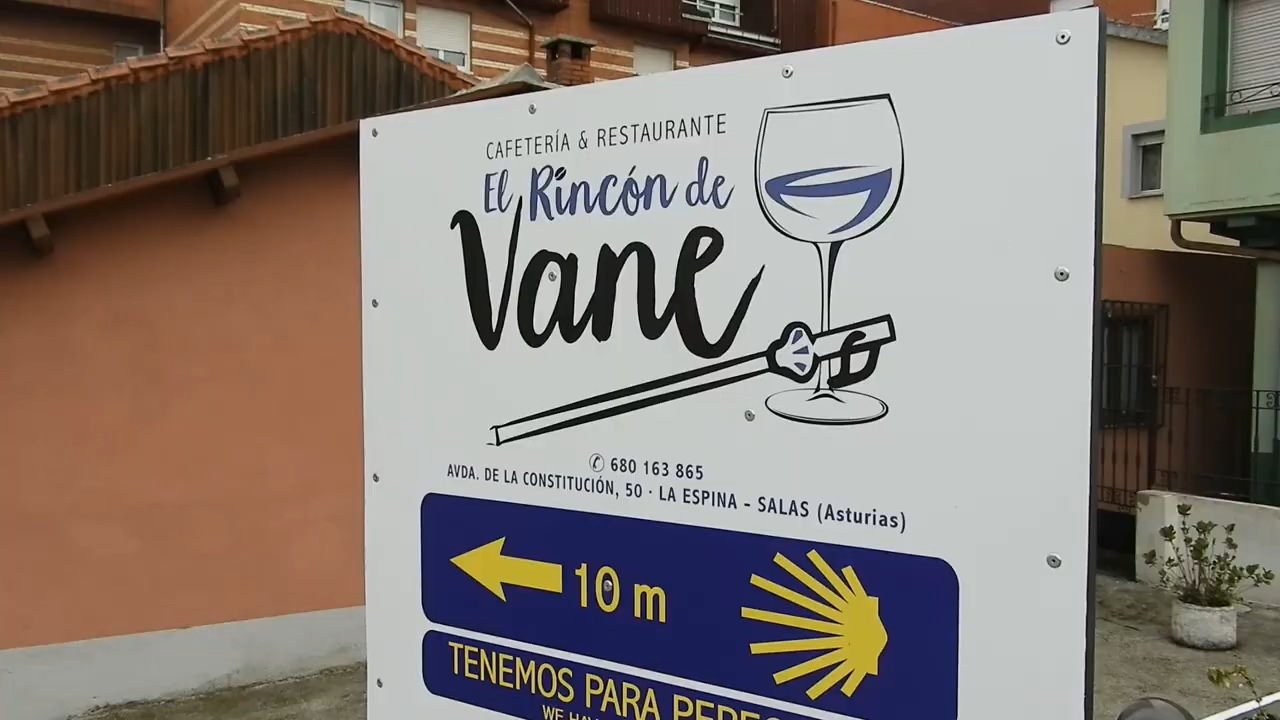 CAFETERÍA & RESTAURANTE
El Rincón de
Vane
680 163 865
AVDA. DE LA CONSTITUCIÓN, 50 · LA ESPINA – SALAS (Asturias)
10 m
TENEMOS PARA
WE